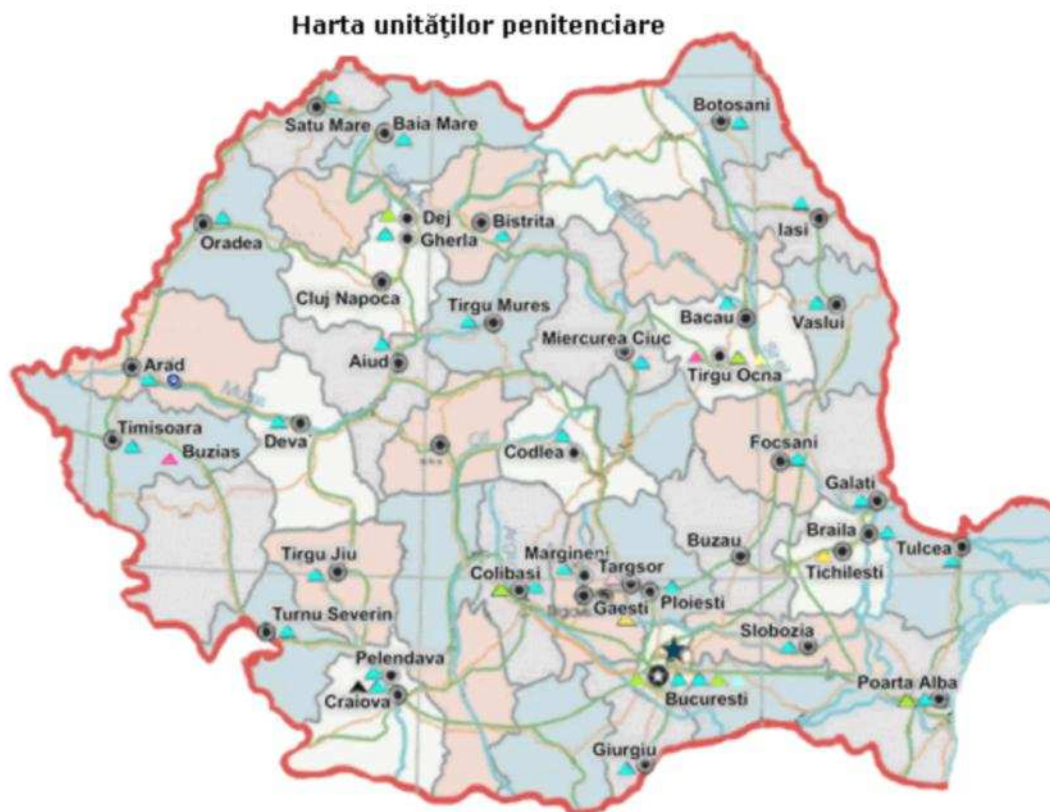 Harta unităţilor penitenciare
Botosani
Satu Mare
Baia Mare
Dej
Bistrita
Iasi
Oradea
Gherla
Cluj Napoca
Tirgu Mures
Bacau
Vaslui
Miercurea Ciuc
Arad
Aiud
Tirgu Ocna
Timisoara
Deva
Buzias
Codlea
Focsani
Galati
Braila
Tulcea
Buzau
Tirgu Jiu
Margineni
Targsor
Tichilesti
Colibasi
Gaesti
Ploiesti
Turnu Severin
Slobozia
Pelendava
Bucuresti
Poarta Alba
Craiova
Giurgiu